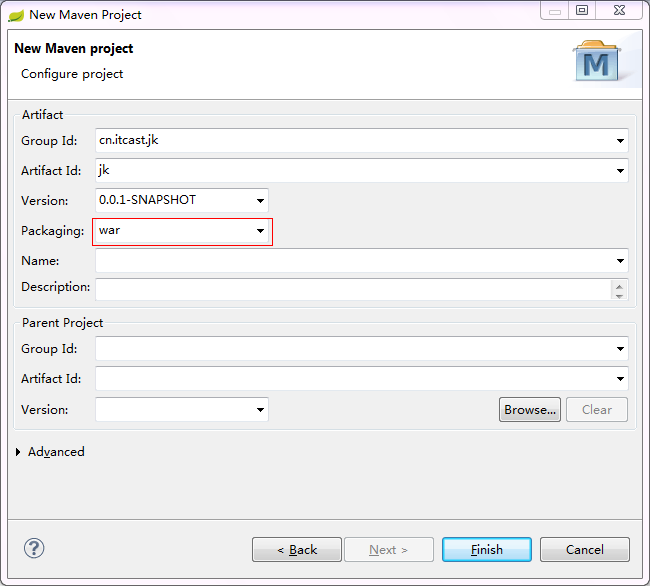 New Maven Project
New Maven project
Configure project
M
Artifact
Group Id: cn.itcast.jk
Artifact Id: jk
Version: 0.0.1-SNAPSHOT
Packaging: war
Name:
Description:
Parent Project
Group Id:
Artifact Id:
Version: Browse... Clear
Advanced
? < Back Next > Finish Cancel